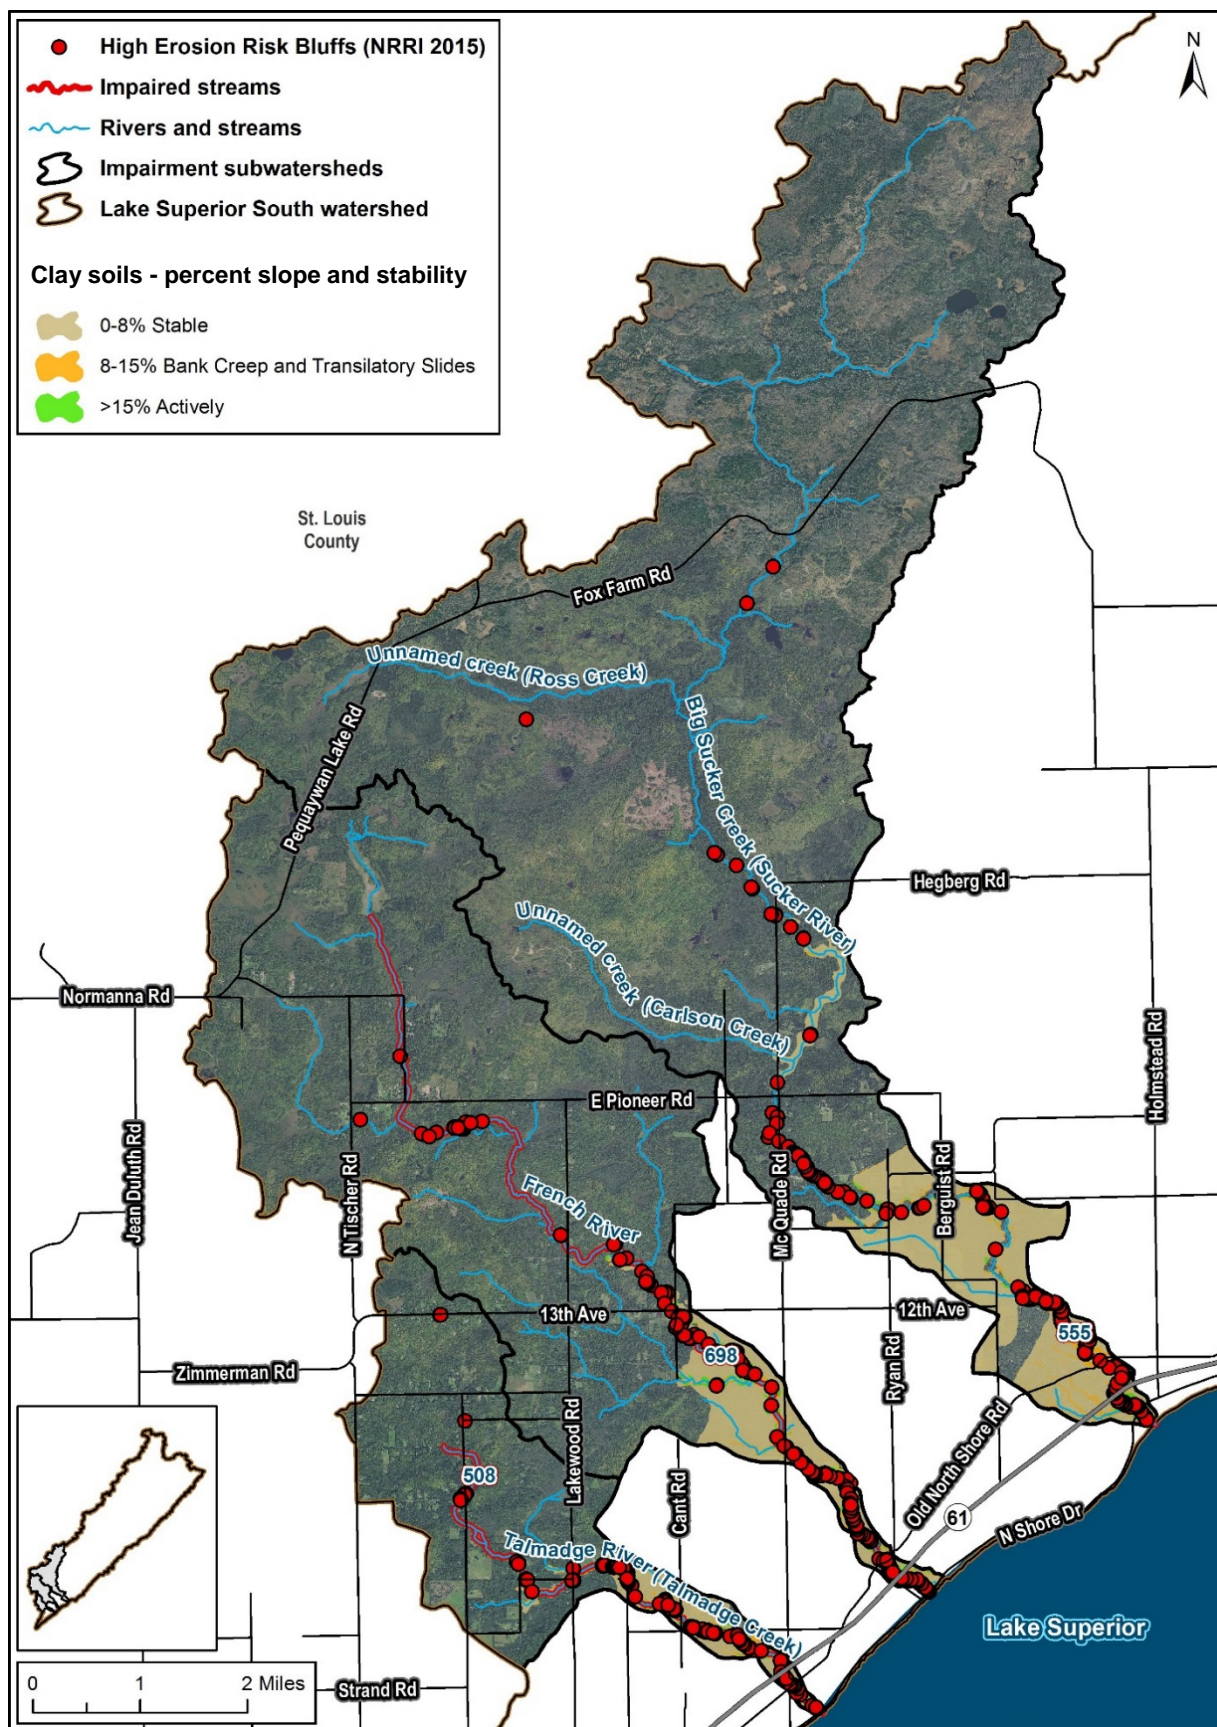 High Erosion Risk Bluffs (NRRI 2015)
Impaired streams
Rivers and streams
Impairment subwatersheds
Lake Superior South watershed
Clay soils - percent slope and stability
0-8% Stable
8-15% Bank Creep and Transilatory Slides
>15% Actively
N
St. Louis
County
Fox Farm Rd
Unnamed creek (Ross Creek)
Pequaywan Lake Rd
Big Sucker Creek (Sucker River)
Hegberg Rd
Unnamed creek (Carlson Creek)
Normanna Rd
Holmstead Rd
E Pioneer Rd
Jean Duluth Rd
N Tischer Rd
French River
Mc Quade Rd
Berguist Rd
13th Ave
12th Ave
555
698
Zimmerman Rd
Ryan Rd
Lakewood Rd
508
Cant Rd
Old North Shore Rd
61
N Shore Dr
Talmadge River (Talmadge Creek)
Lake Superior
0 1 2 Miles
Strand Rd